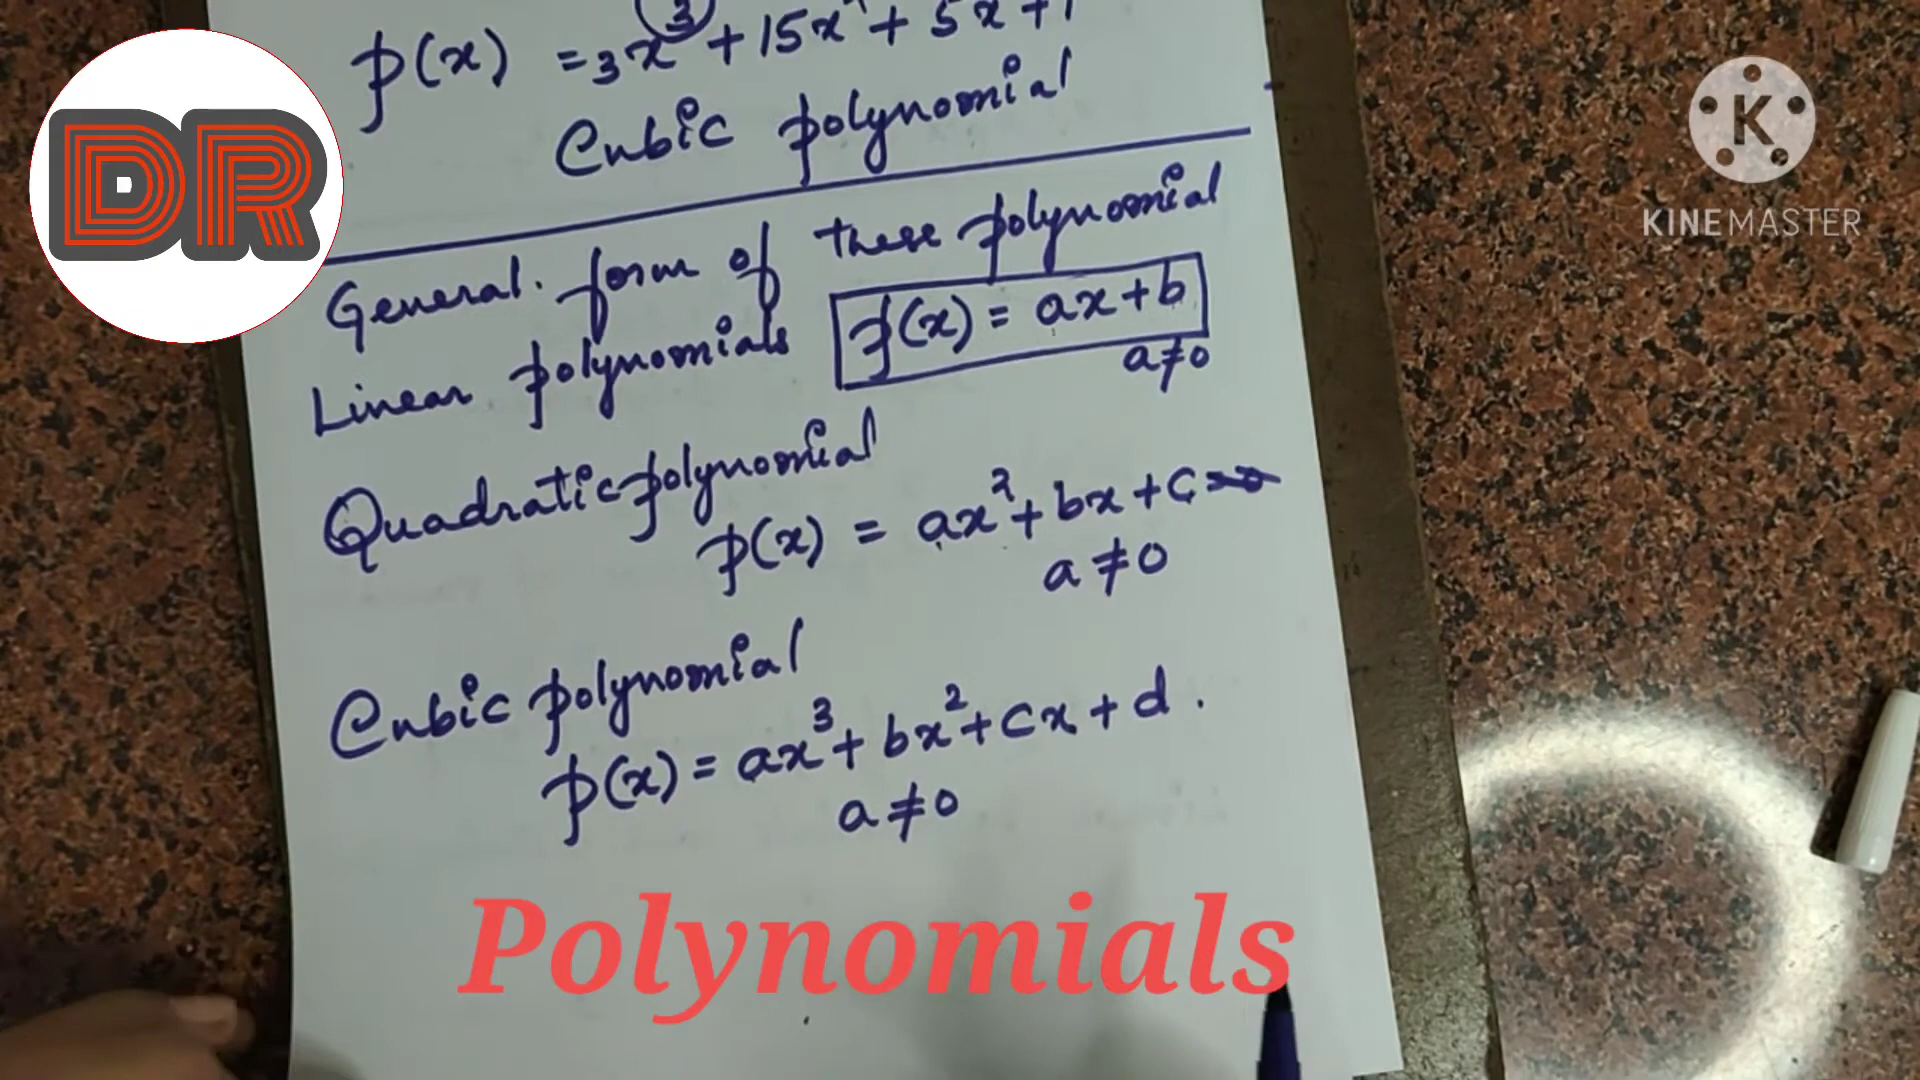 p(x) = 3x³ + 15x² + 5x + 1
Cubic polynomial
DR
K
KINEMASTER
General. form of these polynomial
Linear polynomials p(x) = ax + b
a ≠ 0
Quadratic polynomial
p(x) = ax² + bx + c
a ≠ 0
Cubic polynomial
p(x) = ax³ + bx² + cx + d .
a ≠ 0
Polynomials